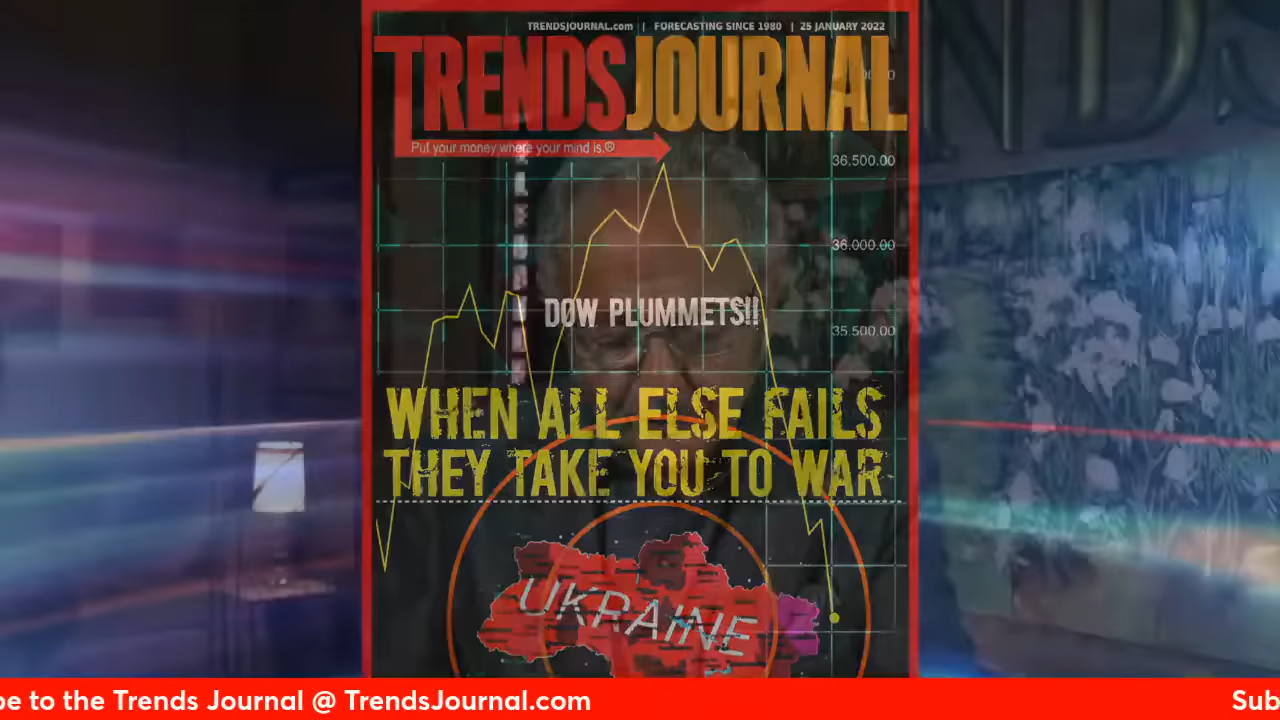 TRENDSJOURNAL.com | FORECASTING SINCE 1980 | 25 JANUARY 2022
TRENDSJOURNAL
Put your money where your mind is.®
36,500.00
36,000.00
DOW PLUMMETS!!
35,500.00
WHEN ALL ELSE FAILS
THEY TAKE YOU TO WAR
UKRAINE
be to the Trends Journal @ TrendsJournal.com
Sub